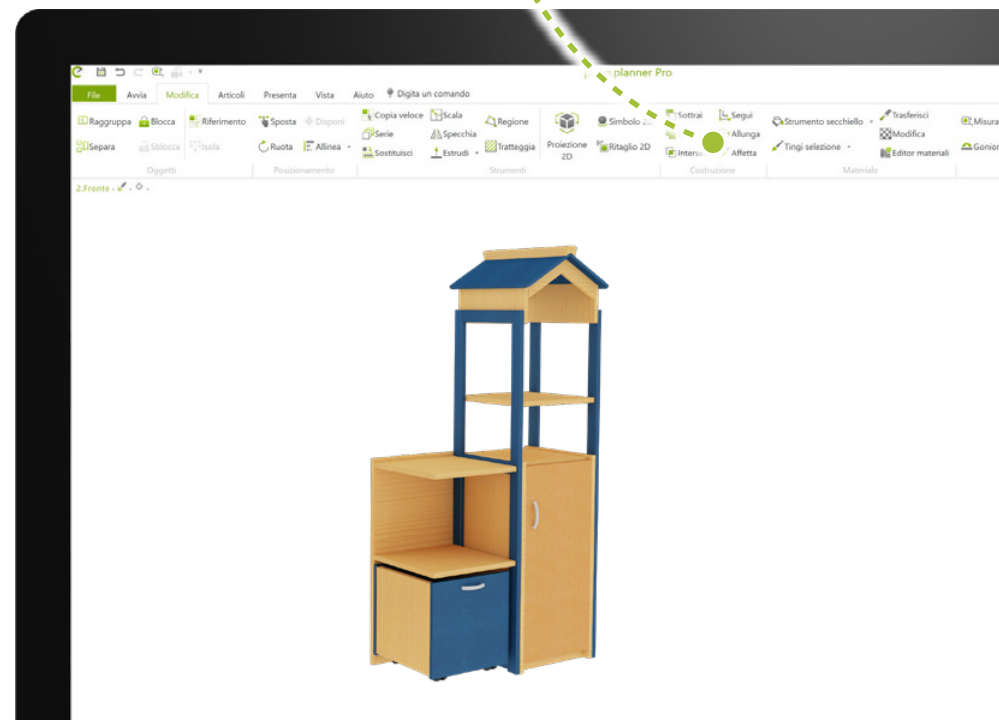 planner Pro
File Avvia Modifica Articoli Presenta Vista Aiuto Digita un comando
Raggruppa Blocca Riferimento Sposta Disponi Copia veloce Scala Regione Simbolo 2D Sottrai Segui Strumento secchiello Trasferisci Misura
Serie Specchia Allunga Modifica
Separa Sblocca Isola Ruota Allinea Sostituisci Estrudi Tratteggia Proiezione 2D Ritaglio 2D Affetta Tingi selezione Editor materiali
Oggetti Posizionamento Strumenti Costruzione Materiale
2.Fronte